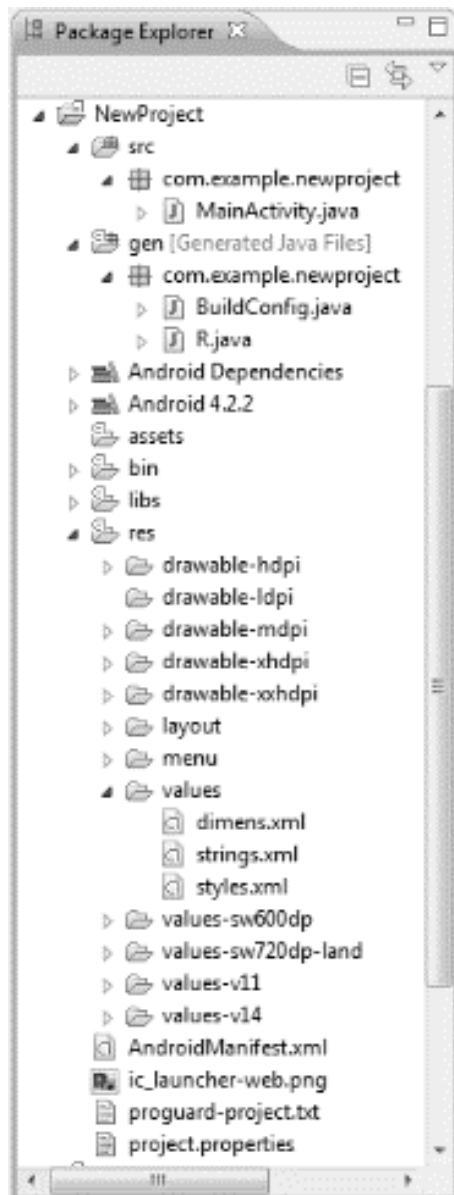 Package Explorer
NewProject
src
com.example.newproject
MainActivity.java
gen [Generated Java Files]
com.example.newproject
BuildConfig.java
R.java
Android Dependencies
Android 4.2.2
assets
bin
libs
res
drawable-hdpi
drawable-ldpi
drawable-mdpi
drawable-xhdpi
drawable-xxhdpi
layout
menu
values
dimens.xml
strings.xml
styles.xml
values-sw600dp
values-sw720dp-land
values-v11
values-v14
AndroidManifest.xml
ic_launcher-web.png
proguard-project.txt
project.properties